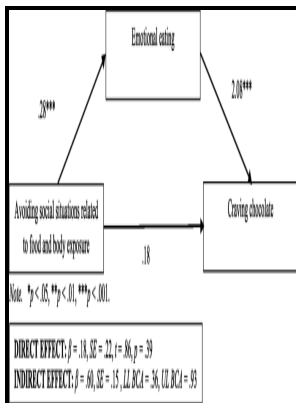 Emotional eating
.28***
2.08***
Avoiding social situations related
to food and body exposure
Craving chocolate
.18
Note. *p < .05, **p < .01, ***p < .001.
DIRECT EFFECT: β = .18, SE = .22, t = .86, p = .39
INDIRECT EFFECT: β = .60, SE = .15, LL BCA = .36, UL BCA = .93